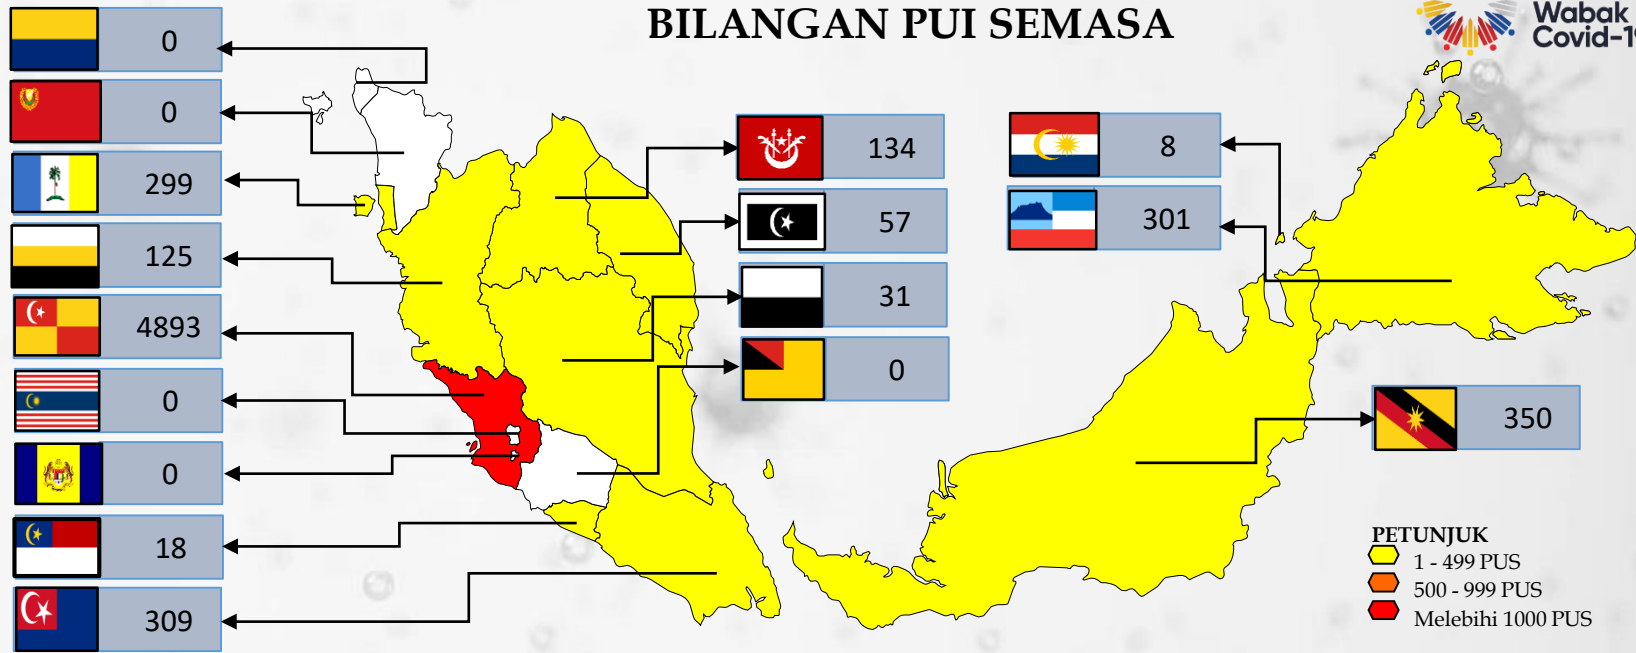 BILANGAN PUI SEMASA
Wabak
Covid-19
0
0
299
125
4893
0
0
18
309
134
57
31
0
8
301
350
PETUNJUK
1 - 499 PUS
500 - 999 PUS
Melebihi 1000 PUS